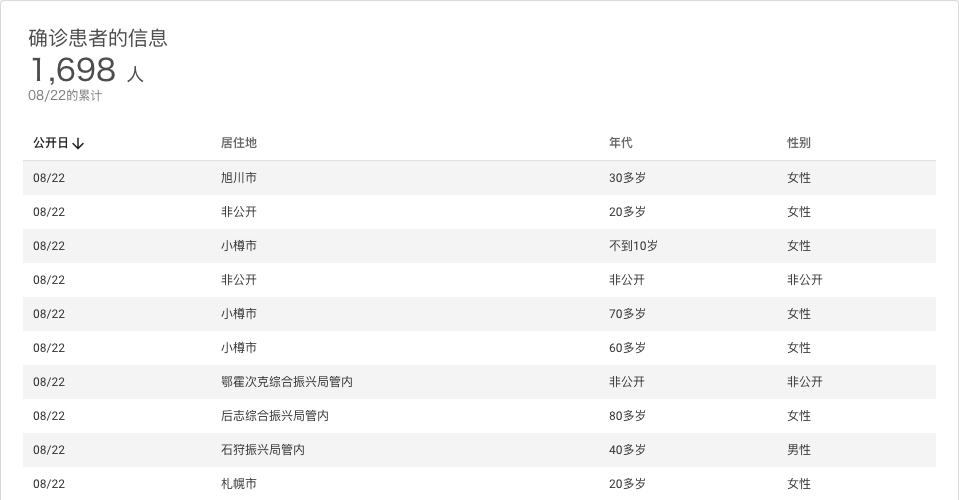 确诊患者的信息
1,698 人
08/22的累计
公开日↓ 居住地 年代 性别
08/22 旭川市 30多岁 女性
08/22 非公开 20多岁 女性
08/22 小樽市 不到10岁 女性
08/22 非公开 非公开 非公开
08/22 小樽市 70多岁 女性
08/22 小樽市 60多岁 女性
08/22 鄂霍次克综合振兴局管内 非公开 非公开
08/22 后志综合振兴局管内 80多岁 女性
08/22 石狩振兴局管内 40多岁 男性
08/22 札幌市 20多岁 女性